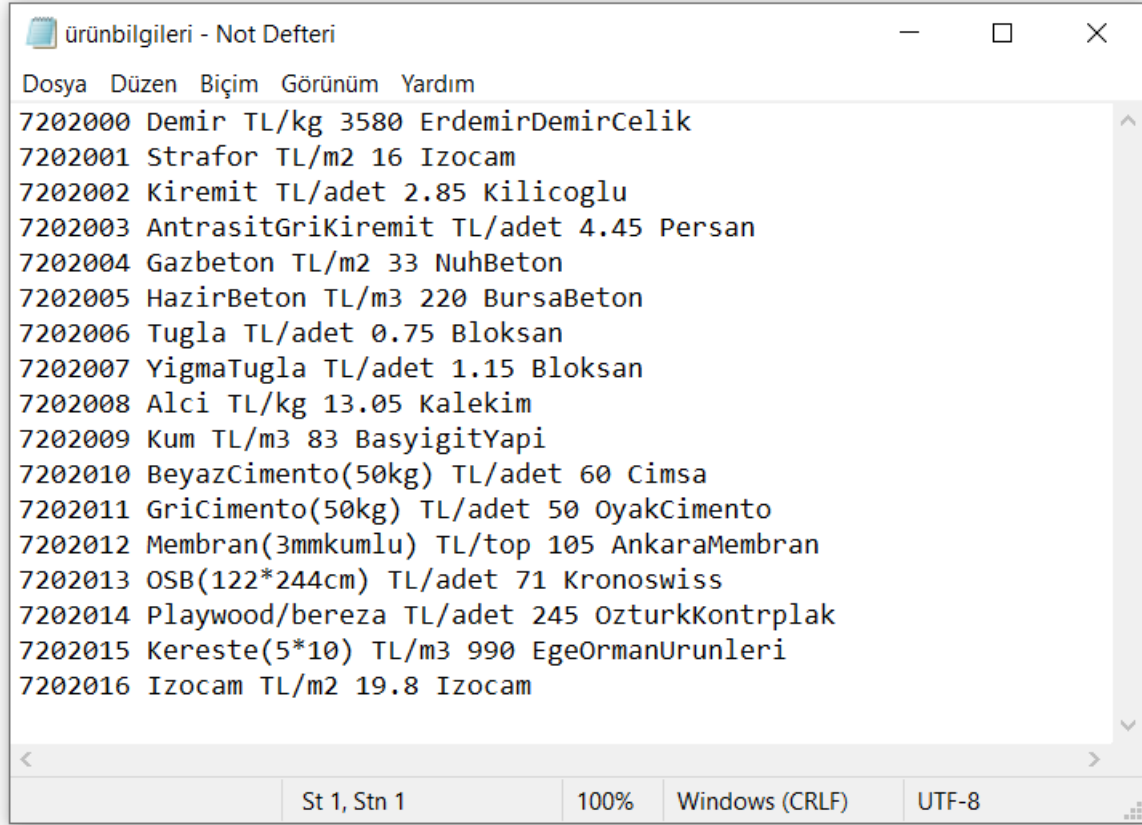 ürünbilgileri - Not Defteri
Dosya Düzen Biçim Görünüm Yardım
7202000 Demir TL/kg 3580 ErdemirDemirCelik
7202001 Strafor TL/m2 16 Izocam
7202002 Kiremit TL/adet 2.85 Kilicoglu
7202003 AntrasitGriKiremit TL/adet 4.45 Persan
7202004 Gazbeton TL/m2 33 NuhBeton
7202005 HazirBeton TL/m3 220 BursaBeton
7202006 Tugla TL/adet 0.75 Bloksan
7202007 YigmaTugla TL/adet 1.15 Bloksan
7202008 Alci TL/kg 13.05 Kalekim
7202009 Kum TL/m3 83 BasyigitYapi
7202010 BeyazCimento(50kg) TL/adet 60 Cimsa
7202011 GriCimento(50kg) TL/adet 50 OyakCimento
7202012 Membran(3mmkumlu) TL/top 105 AnkaraMembran
7202013 OSB(122*244cm) TL/adet 71 Kronoswiss
7202014 Playwood/bereza TL/adet 245 OzturkKontrplak
7202015 Kereste(5*10) TL/m3 990 EgeOrmanUrunleri
7202016 Izocam TL/m2 19.8 Izocam
St 1, Stn 1 100% Windows (CRLF) UTF-8